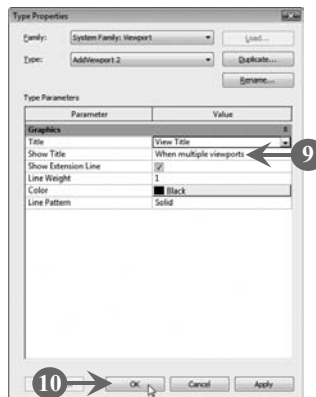 Type Properties
Family: System Family: Viewport Load...
Type: AddViewport 2 Duplicate...
Rename...
Type Parameters
Parameter Value
Graphics
Title View Title
Show Title When multiple viewports
9
Show Extension Line
Line Weight 1
Color Black
Line Pattern Solid
10 OK Cancel Apply